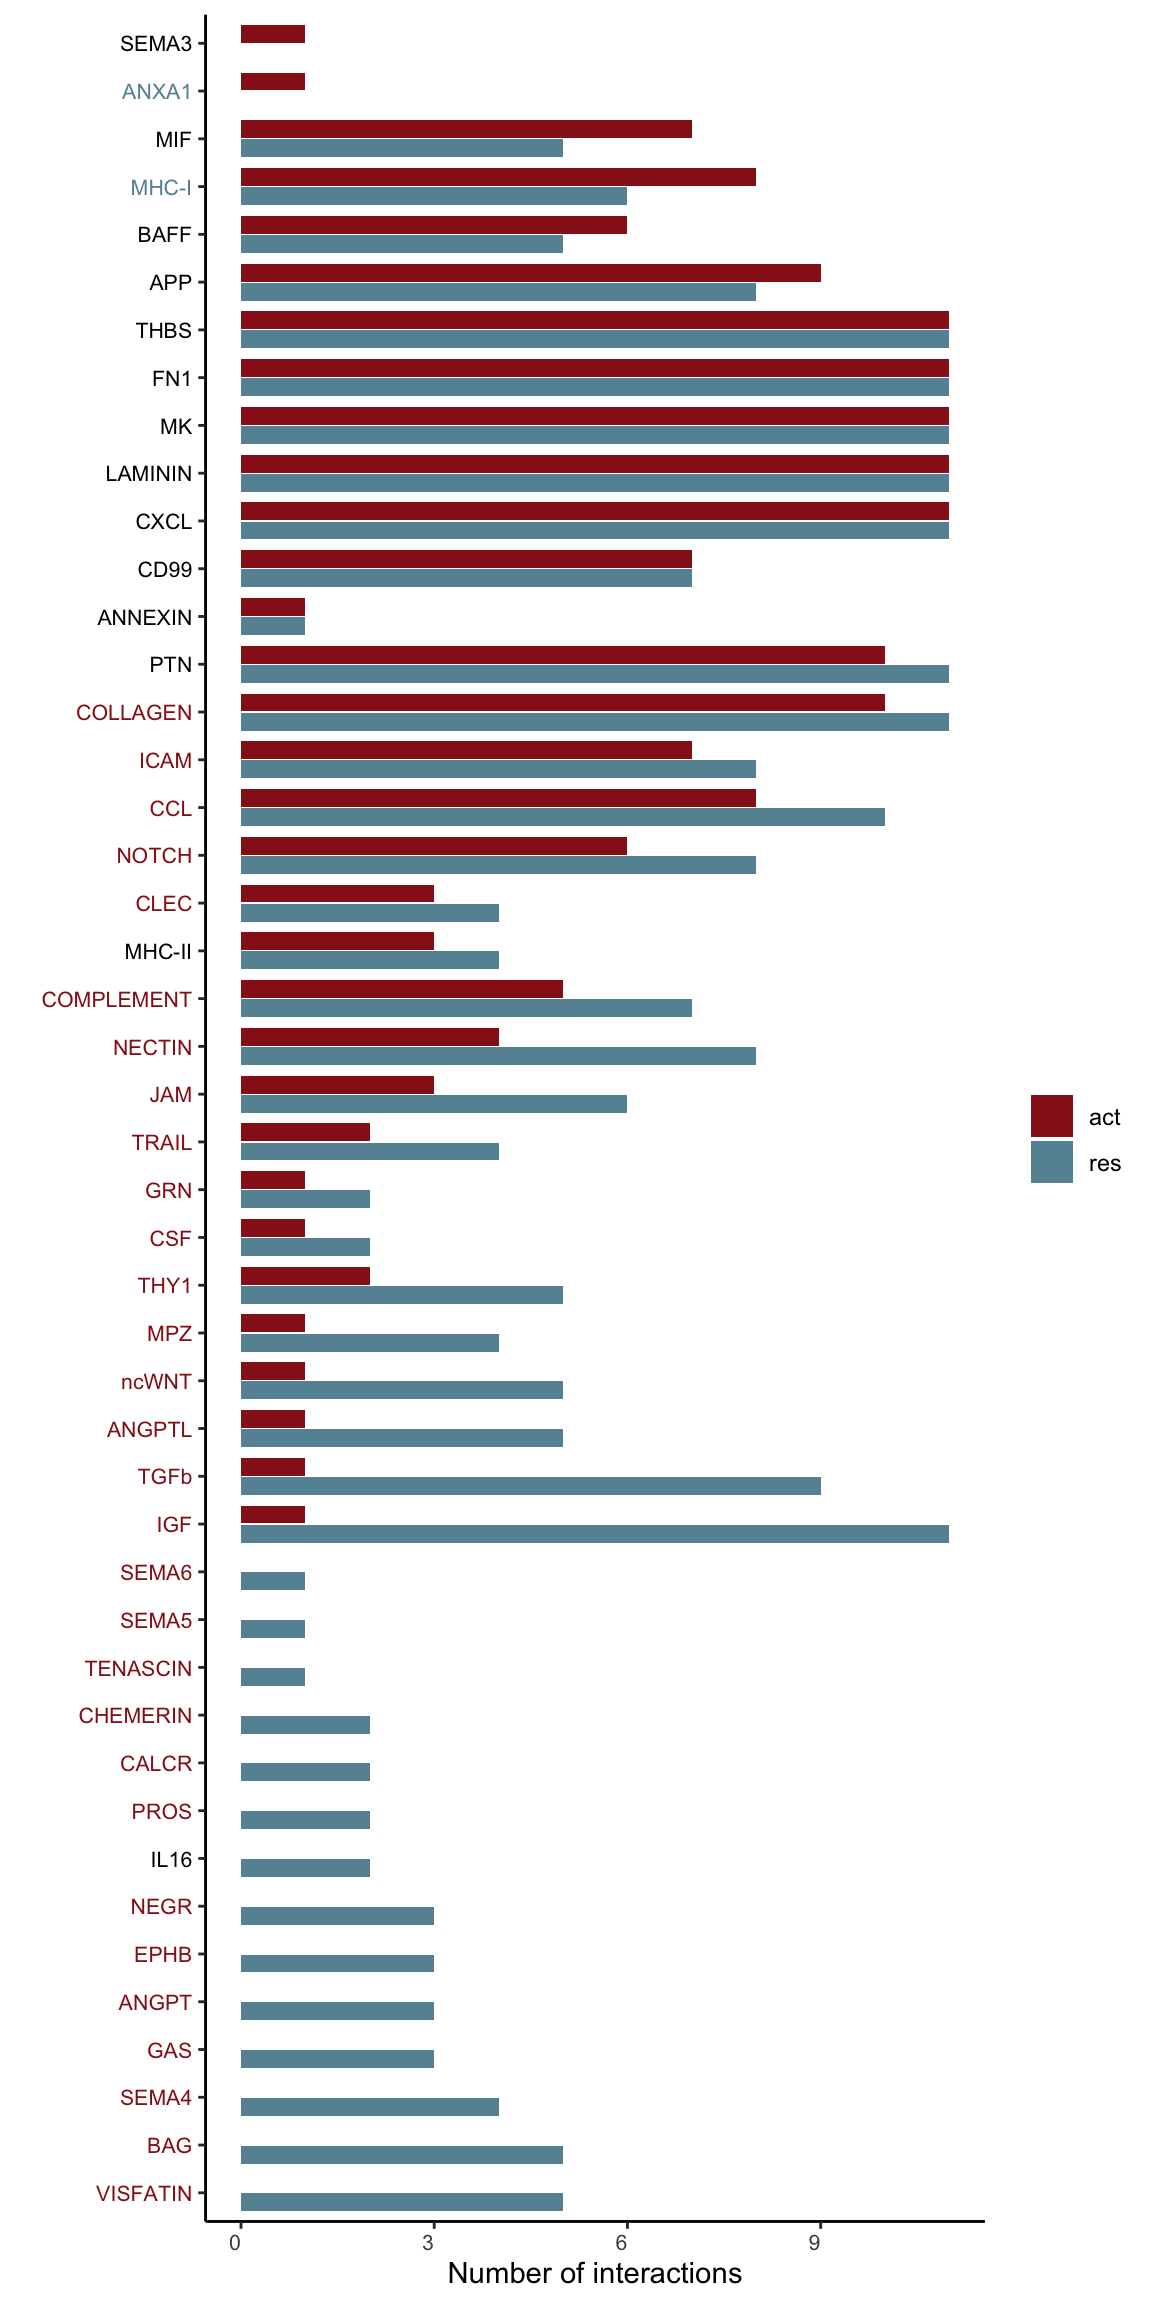 SEMA3
ANXA1
MIF
MHC-I
BAFF
APP
THBS
FN1
MK
LAMININ
CXCL
CD99
ANNEXIN
PTN
COLLAGEN
ICAM
CCL
NOTCH
CLEC
MHC-II
COMPLEMENT
NECTIN
JAM
TRAIL
GRN
CSF
THY1
MPZ
ncWNT
ANGPTL
TGFb
IGF
SEMA6
SEMA5
TENASCIN
CHEMERIN
CALCR
PROS
IL16
NEGR
EPHB
ANGPT
GAS
SEMA4
BAG
VISFATIN
0 3 6 9
Number of interactions
act
res